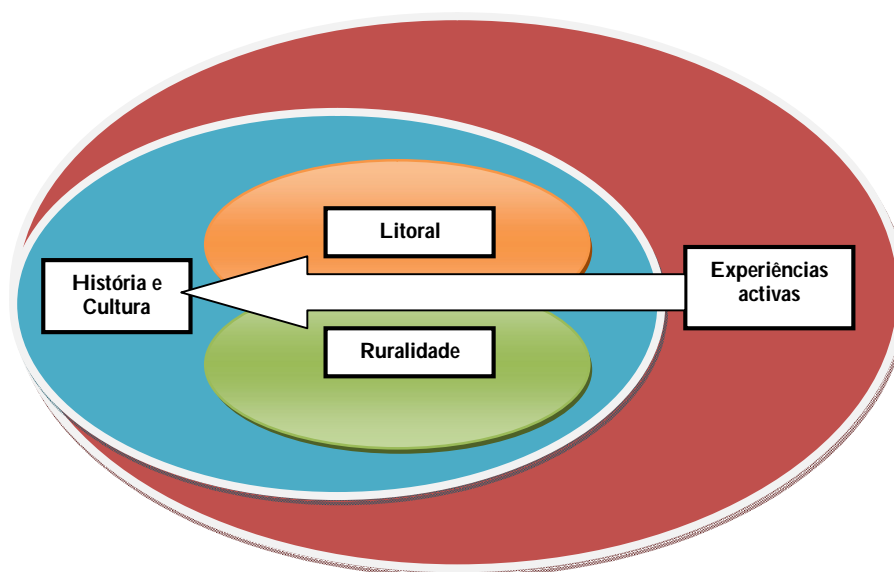 Litoral
História e
Cultura
Experiências
activas
Ruralidade